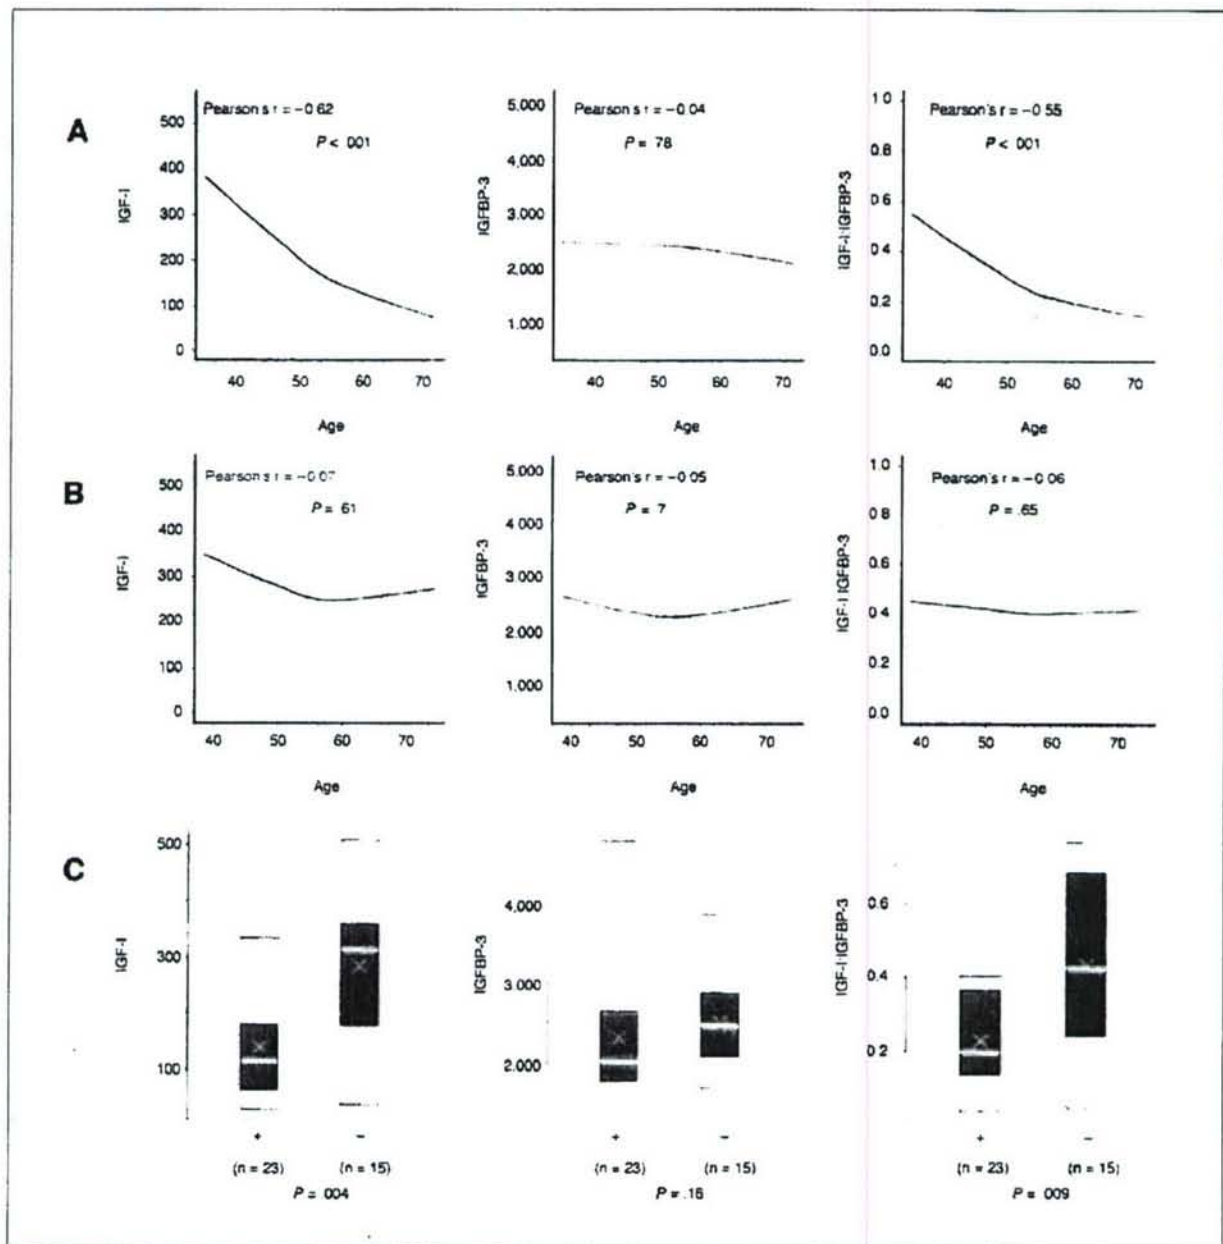 A
Pearson's r = -0.62
P < 001
IGF-I
500
400
300
200
100
0
40 50 60 70
Age
Pearson's r = -0.04
P = 78
IGFBP-3
5,000
4,000
3.000
2,000
1.000
40 50 60 70
Age
Pearson's r = -0.55
P < 001
IGF-I:IGFBP-3
1.0
0.8
0.6
0.4
0.2
0.0
40 50 60 70
Age
B
Pearson's r = -0.07
P = 61
IGF-I
500
400
300
200
100
0
40 50 60 70
Age
Pearson's r = -0.05
P = 7
IGFBP-3
5.000
4 000
3 000
2.000
1.000
40 50 60 70
Age
Pearson's r = -0.06
P = .65
IGF-I IGFBP-3
1.0
0 8
0.6
0.4
0.2
0.0
40 50 60 70
Age
C
IGF-I
500
300
100
+ -
(n = 23) (n = 15)
P = .004
IGFBP-3
4,000
3 000
2.000
+ -
(n = 23) (n = 15)
P = .16
IGF-I:IGFBP-3
0.6
0.4
0.2
+ -
(n = 23) (n = 15)
P = .009